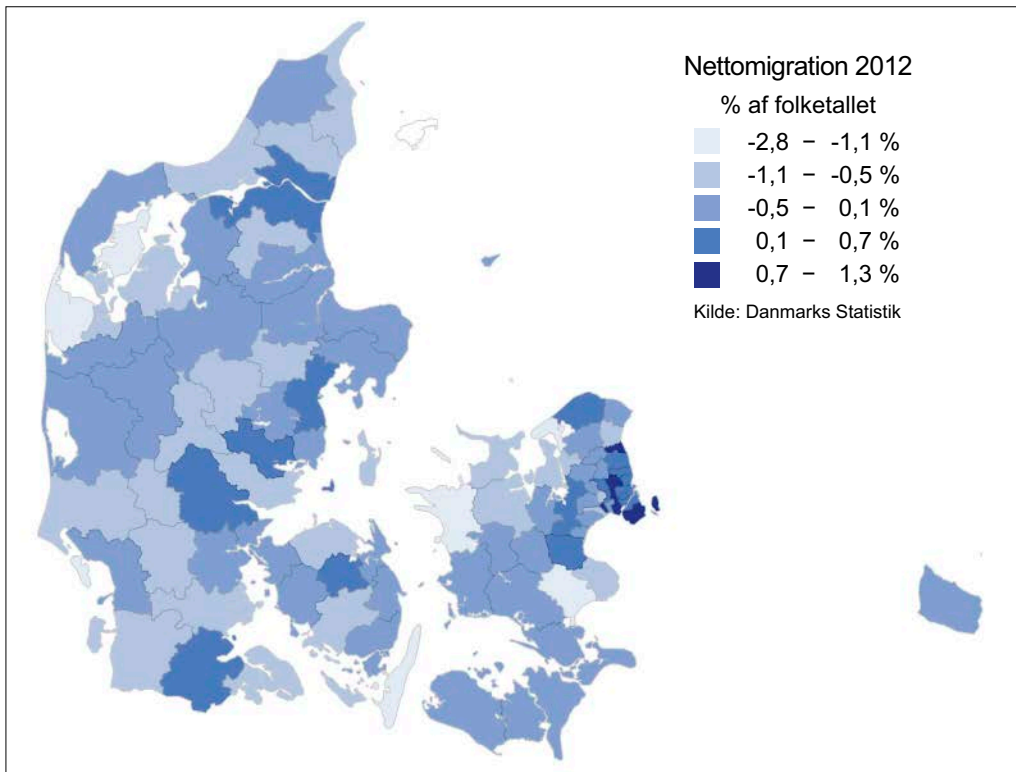 Nettomigration 2012
% af folketallet
-2,8 – -1,1 %
-1,1 – -0,5 %
-0,5 – 0,1 %
0,1 – 0,7 %
0,7 – 1,3 %
Kilde: Danmarks Statistik